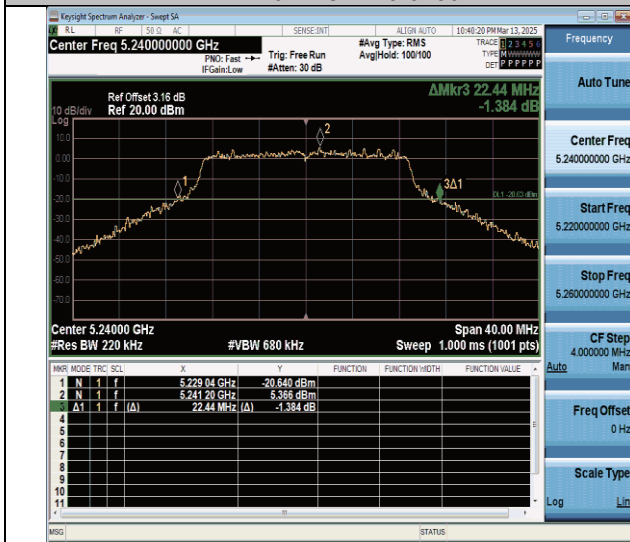 Keysight Spectrum Analyzer - Swept SA
RL RF 50 Ω AC SENSE:INT ALIGN AUTO 10:40:20 PM Mar 13, 2025
Center Freq 5.240000000 GHz
#Avg Type: RMS
TRACE 1 2 3 4 5 6
PNO: Fast Trig: Free Run
Avg|Hold: 100/100
TYPE M W W W W W
IFGain:Low #Atten: 30 dB
DET P P P P P P
ΔMkr3 22.44 MHz
-1.384 dB
Ref Offset 3.16 dB
10 dB/div Ref 20.00 dBm
Log
10.0
0.00
-10.0
-20.0
-30.0
-40.0
-50.0
-60.0
-70.0
1
2
3Δ1
DL1 -20.63 dBm
Center 5.24000 GHz Span 40.00 MHz
#Res BW 220 kHz #VBW 680 kHz Sweep 1.000 ms (1001 pts)
MKR MODE TRC SCL X Y FUNCTION FUNCTION WIDTH FUNCTION VALUE
1 N 1 f 5.229 04 GHz -20.640 dBm
2 N 1 f 5.241 20 GHz 5.366 dBm
3 Δ1 1 f (Δ) 22.44 MHz (Δ) -1.384 dB
4
5
6
7
8
9
10
11
MSG STATUS
Frequency
Auto Tune
Center Freq
5.240000000 GHz
Start Freq
5.220000000 GHz
Stop Freq
5.260000000 GHz
CF Step
4.000000 MHz
Auto Man
Freq Offset
0 Hz
Scale Type
Log Lin